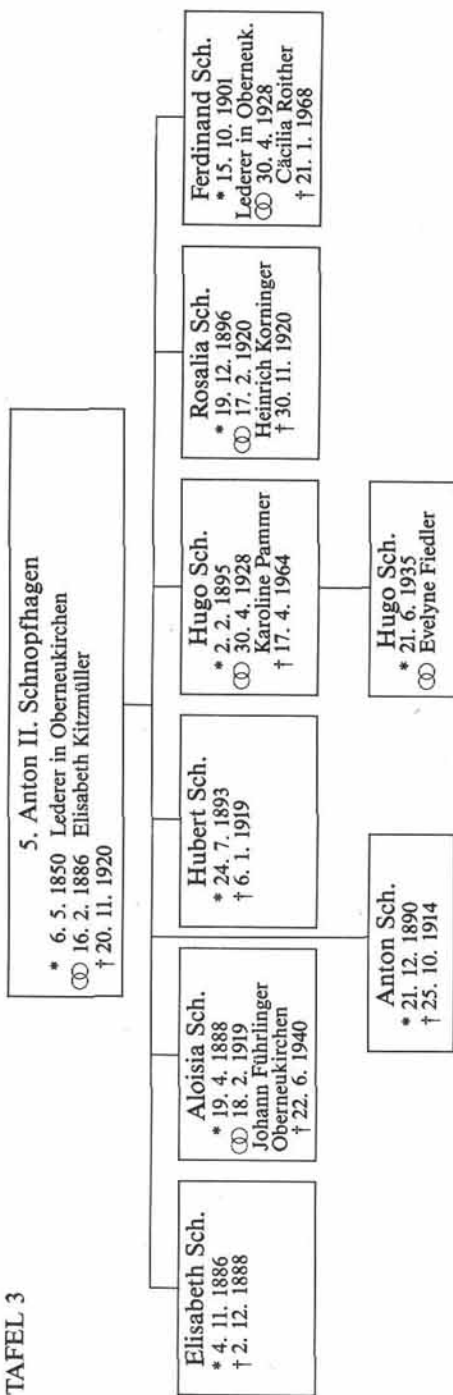 TAFEL 3
5. Anton II. Schnopfhagen
* 6. 5. 1850 Lederer in Oberneukirchen
⚭ 16. 2. 1886 Elisabeth Kitzmüller
† 20. 11. 1920
Elisabeth Sch.
* 4. 11. 1886
† 2. 12. 1888
Aloisia Sch.
* 19. 4. 1888
⚭ 18. 2. 1919
Johann Führlinger
Oberneukirchen
† 22. 6. 1940
Anton Sch.
* 21. 12. 1890
† 25. 10. 1914
Hubert Sch.
* 24. 7. 1893
† 6. 1. 1919
Hugo Sch.
* 2. 2. 1895
⚭ 30. 4. 1928
Karoline Pammer
† 17. 4. 1964
Hugo Sch.
* 21. 6. 1935
⚭ Evelyne Fiedler
Rosalia Sch.
* 19. 12. 1896
⚭ 17. 2. 1920
Heinrich Korninger
† 30. 11. 1920
Ferdinand Sch.
* 15. 10. 1901
Lederer in Oberneuk.
⚭ 30. 4. 1928
Cäcilia Roither
† 21. 1. 1968